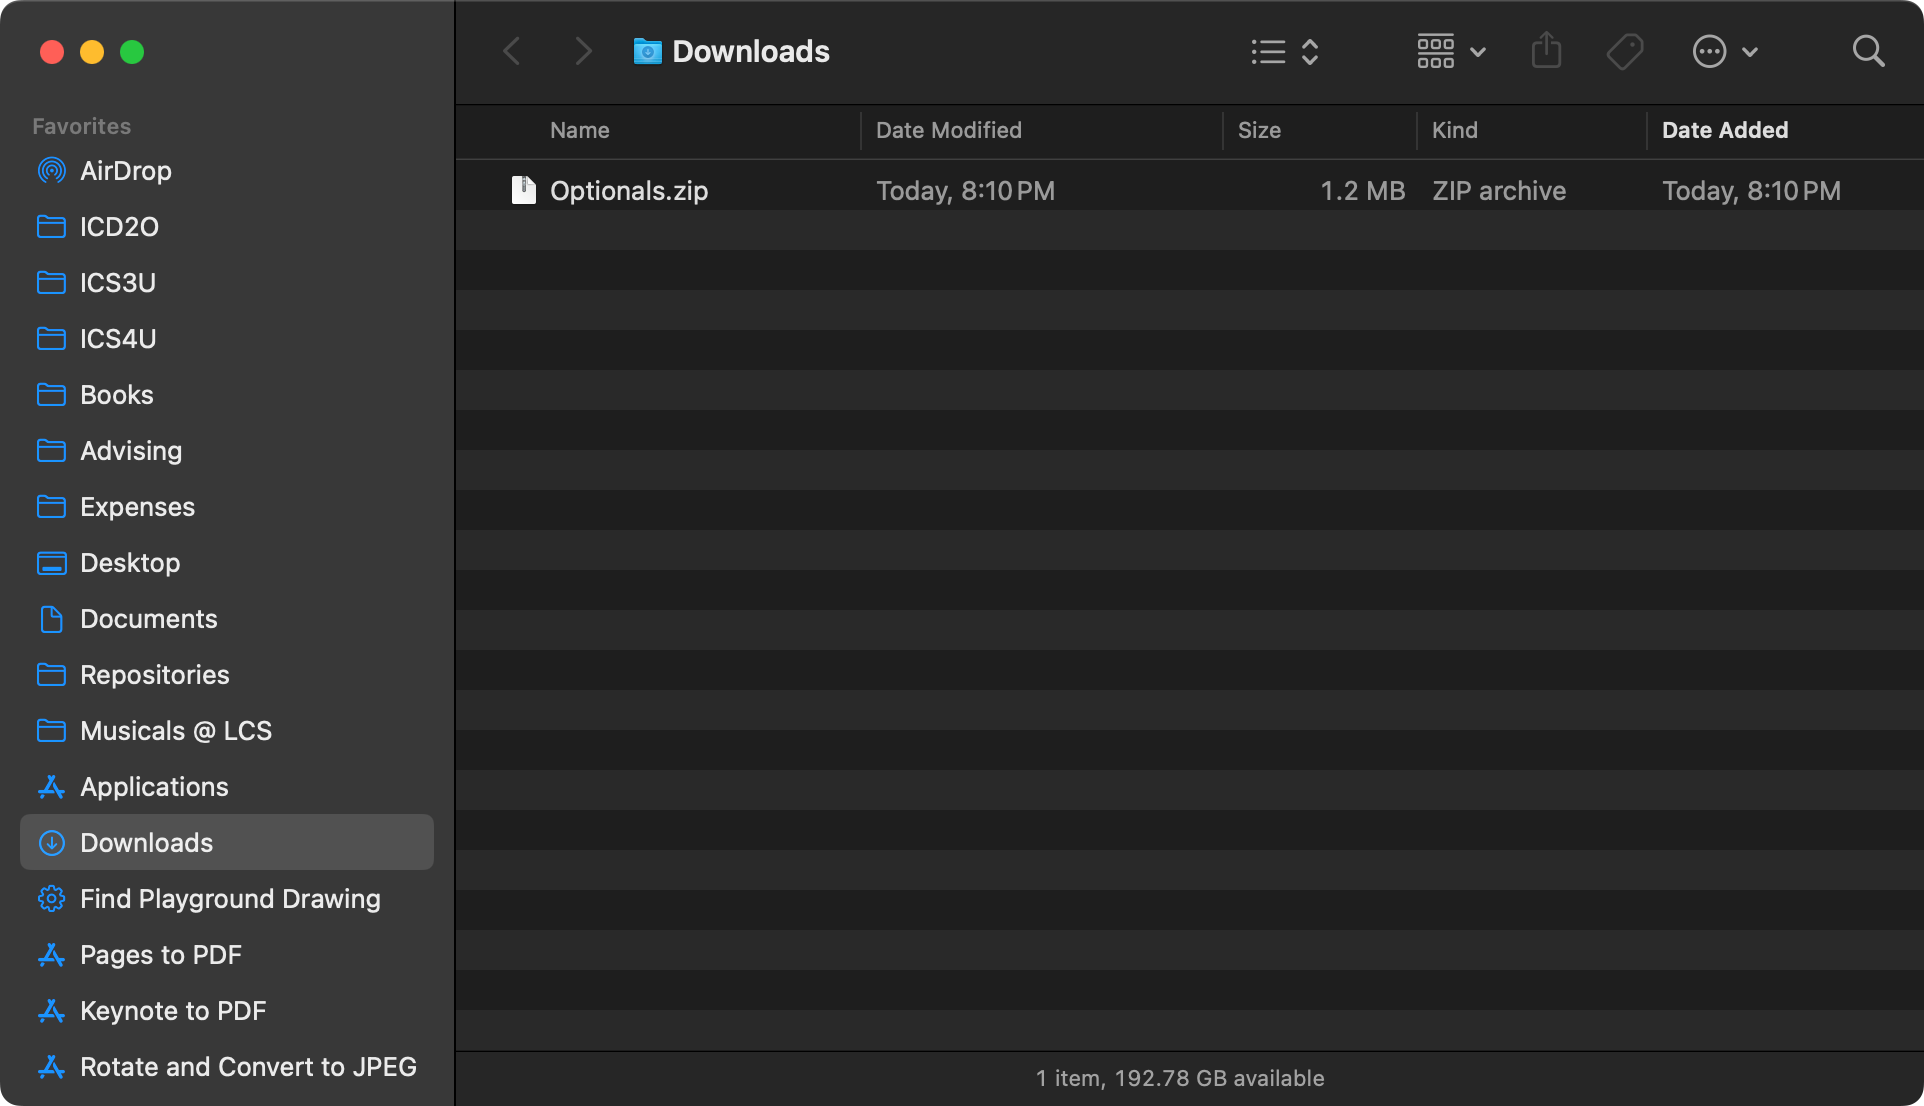 Downloads
Favorites
AirDrop
ICD2O
ICS3U
ICS4U
Books
Advising
Expenses
Desktop
Documents
Repositories
Musicals @ LCS
Applications
Downloads
Find Playground Drawing
Pages to PDF
Keynote to PDF
Rotate and Convert to JPEG
Name Date Modified Size Kind Date Added
Optionals.zip Today, 8:10 PM 1.2 MB ZIP archive Today, 8:10 PM
1 item, 192.78 GB available